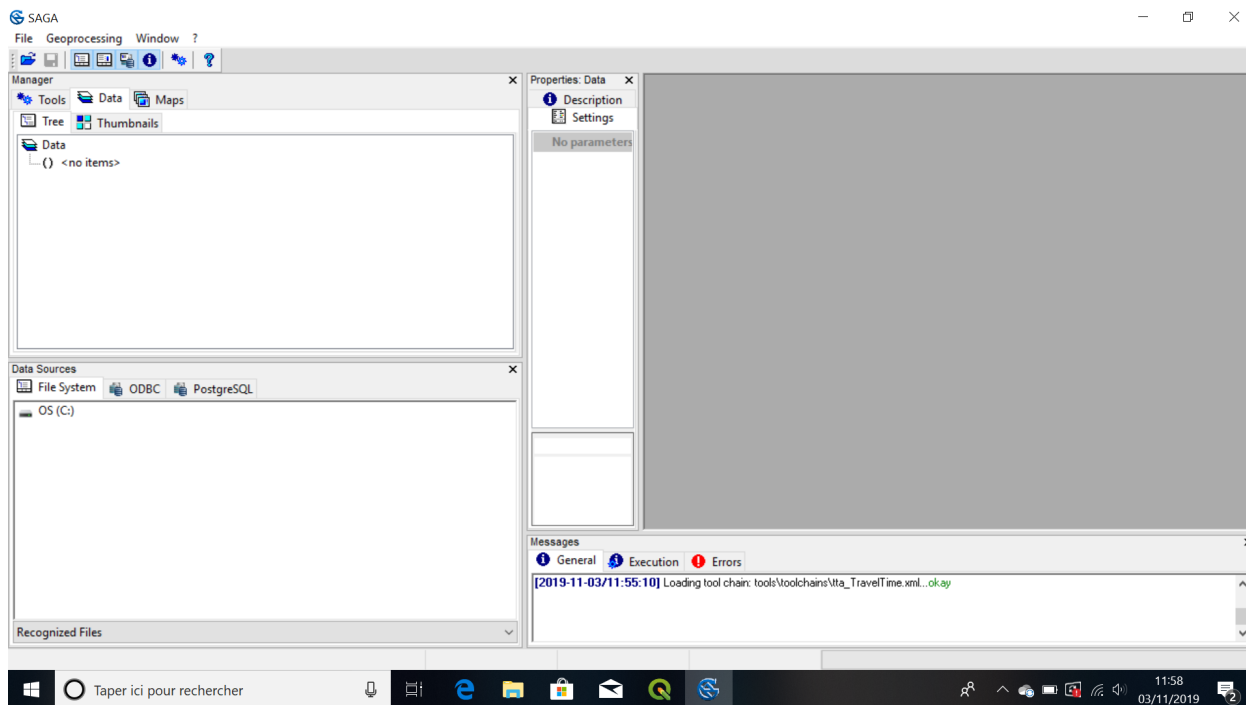 SAGA
File Geoprocessing Window ?
Manager
Tools Data Maps
Tree Thumbnails
Data
() <no items>
Data Sources
File System ODBC PostgreSQL
OS (C:)
Recognized Files
Properties: Data
Description
Settings
No parameters
Messages
General Execution Errors
[2019-11-03/11:55:10] Loading tool chain: tools\toolchains\tta_TravelTime.xml...okay
Taper ici pour rechercher
11:58
03/11/2019
2